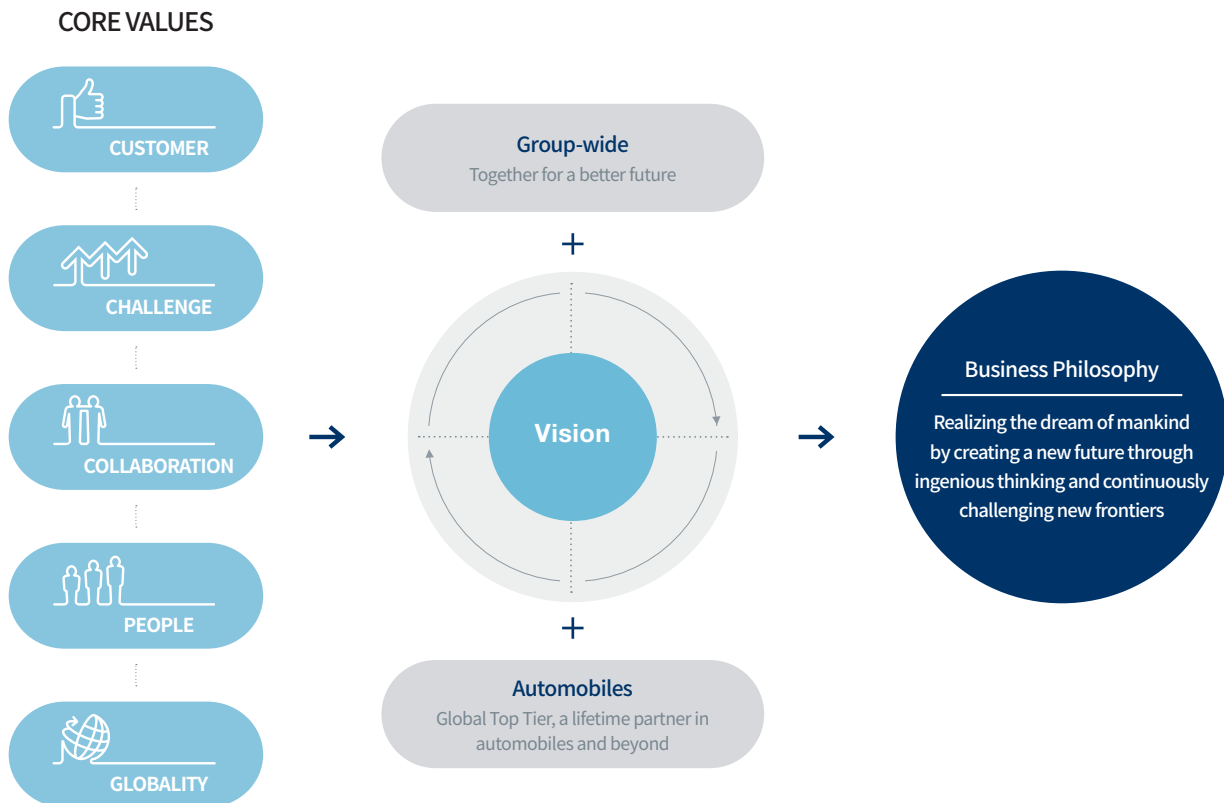 CORE VALUES
CUSTOMER
CHALLENGE
COLLABORATION
PEOPLE
GLOBALITY
Group-wide
Together for a better future
+
Vision
+
Automobiles
Global Top Tier, a lifetime partner in
automobiles and beyond
Business Philosophy
Realizing the dream of mankind
by creating a new future through
ingenious thinking and continuously
challenging new frontiers